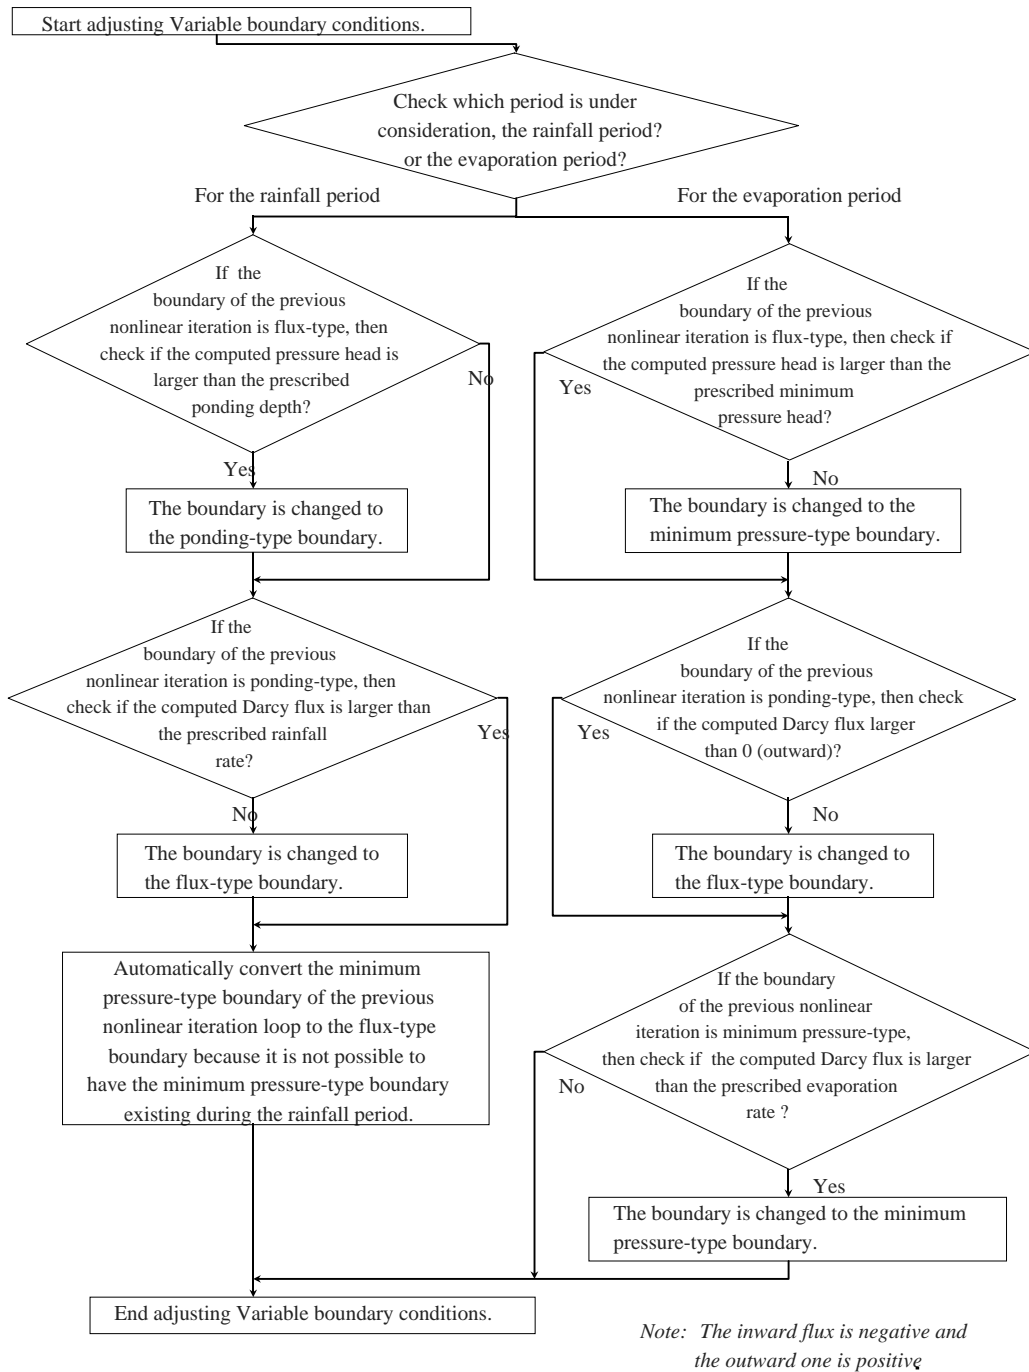 Start adjusting Variable boundary conditions.
Check which period is under
consideration, the rainfall period?
or the evaporation period?
For the rainfall period
For the evaporation period
If the
boundary of the previous
nonlinear iteration is flux-type, then
check if the computed pressure head is
larger than the prescribed
ponding depth?
No
Yes
The boundary is changed to
the ponding-type boundary.
If the
boundary of the previous
nonlinear iteration is ponding-type, then
check if the computed Darcy flux is larger than
the prescribed rainfall
rate?
Yes
No
The boundary is changed to
the flux-type boundary.
Automatically convert the minimum
pressure-type boundary of the previous
nonlinear iteration loop to the flux-type
boundary because it is not possible to
have the minimum pressure-type boundary
existing during the rainfall period.
If the
boundary of the previous
nonlinear iteration is flux-type, then check if
the computed pressure head is larger than the
prescribed minimum
pressure head?
Yes
No
The boundary is changed to the
minimum pressure-type boundary.
If the
boundary of the previous
nonlinear iteration is ponding-type, then check
if the computed Darcy flux larger
than 0 (outward)?
Yes
No
The boundary is changed to
the flux-type boundary.
If the boundary
of the previous nonlinear
iteration is minimum pressure-type,
then check if the computed Darcy flux is larger
than the prescribed evaporation
rate ?
No
Yes
The boundary is changed to the minimum
pressure-type boundary.
End adjusting Variable boundary conditions.
Note: The inward flux is negative and
the outward one is positive.